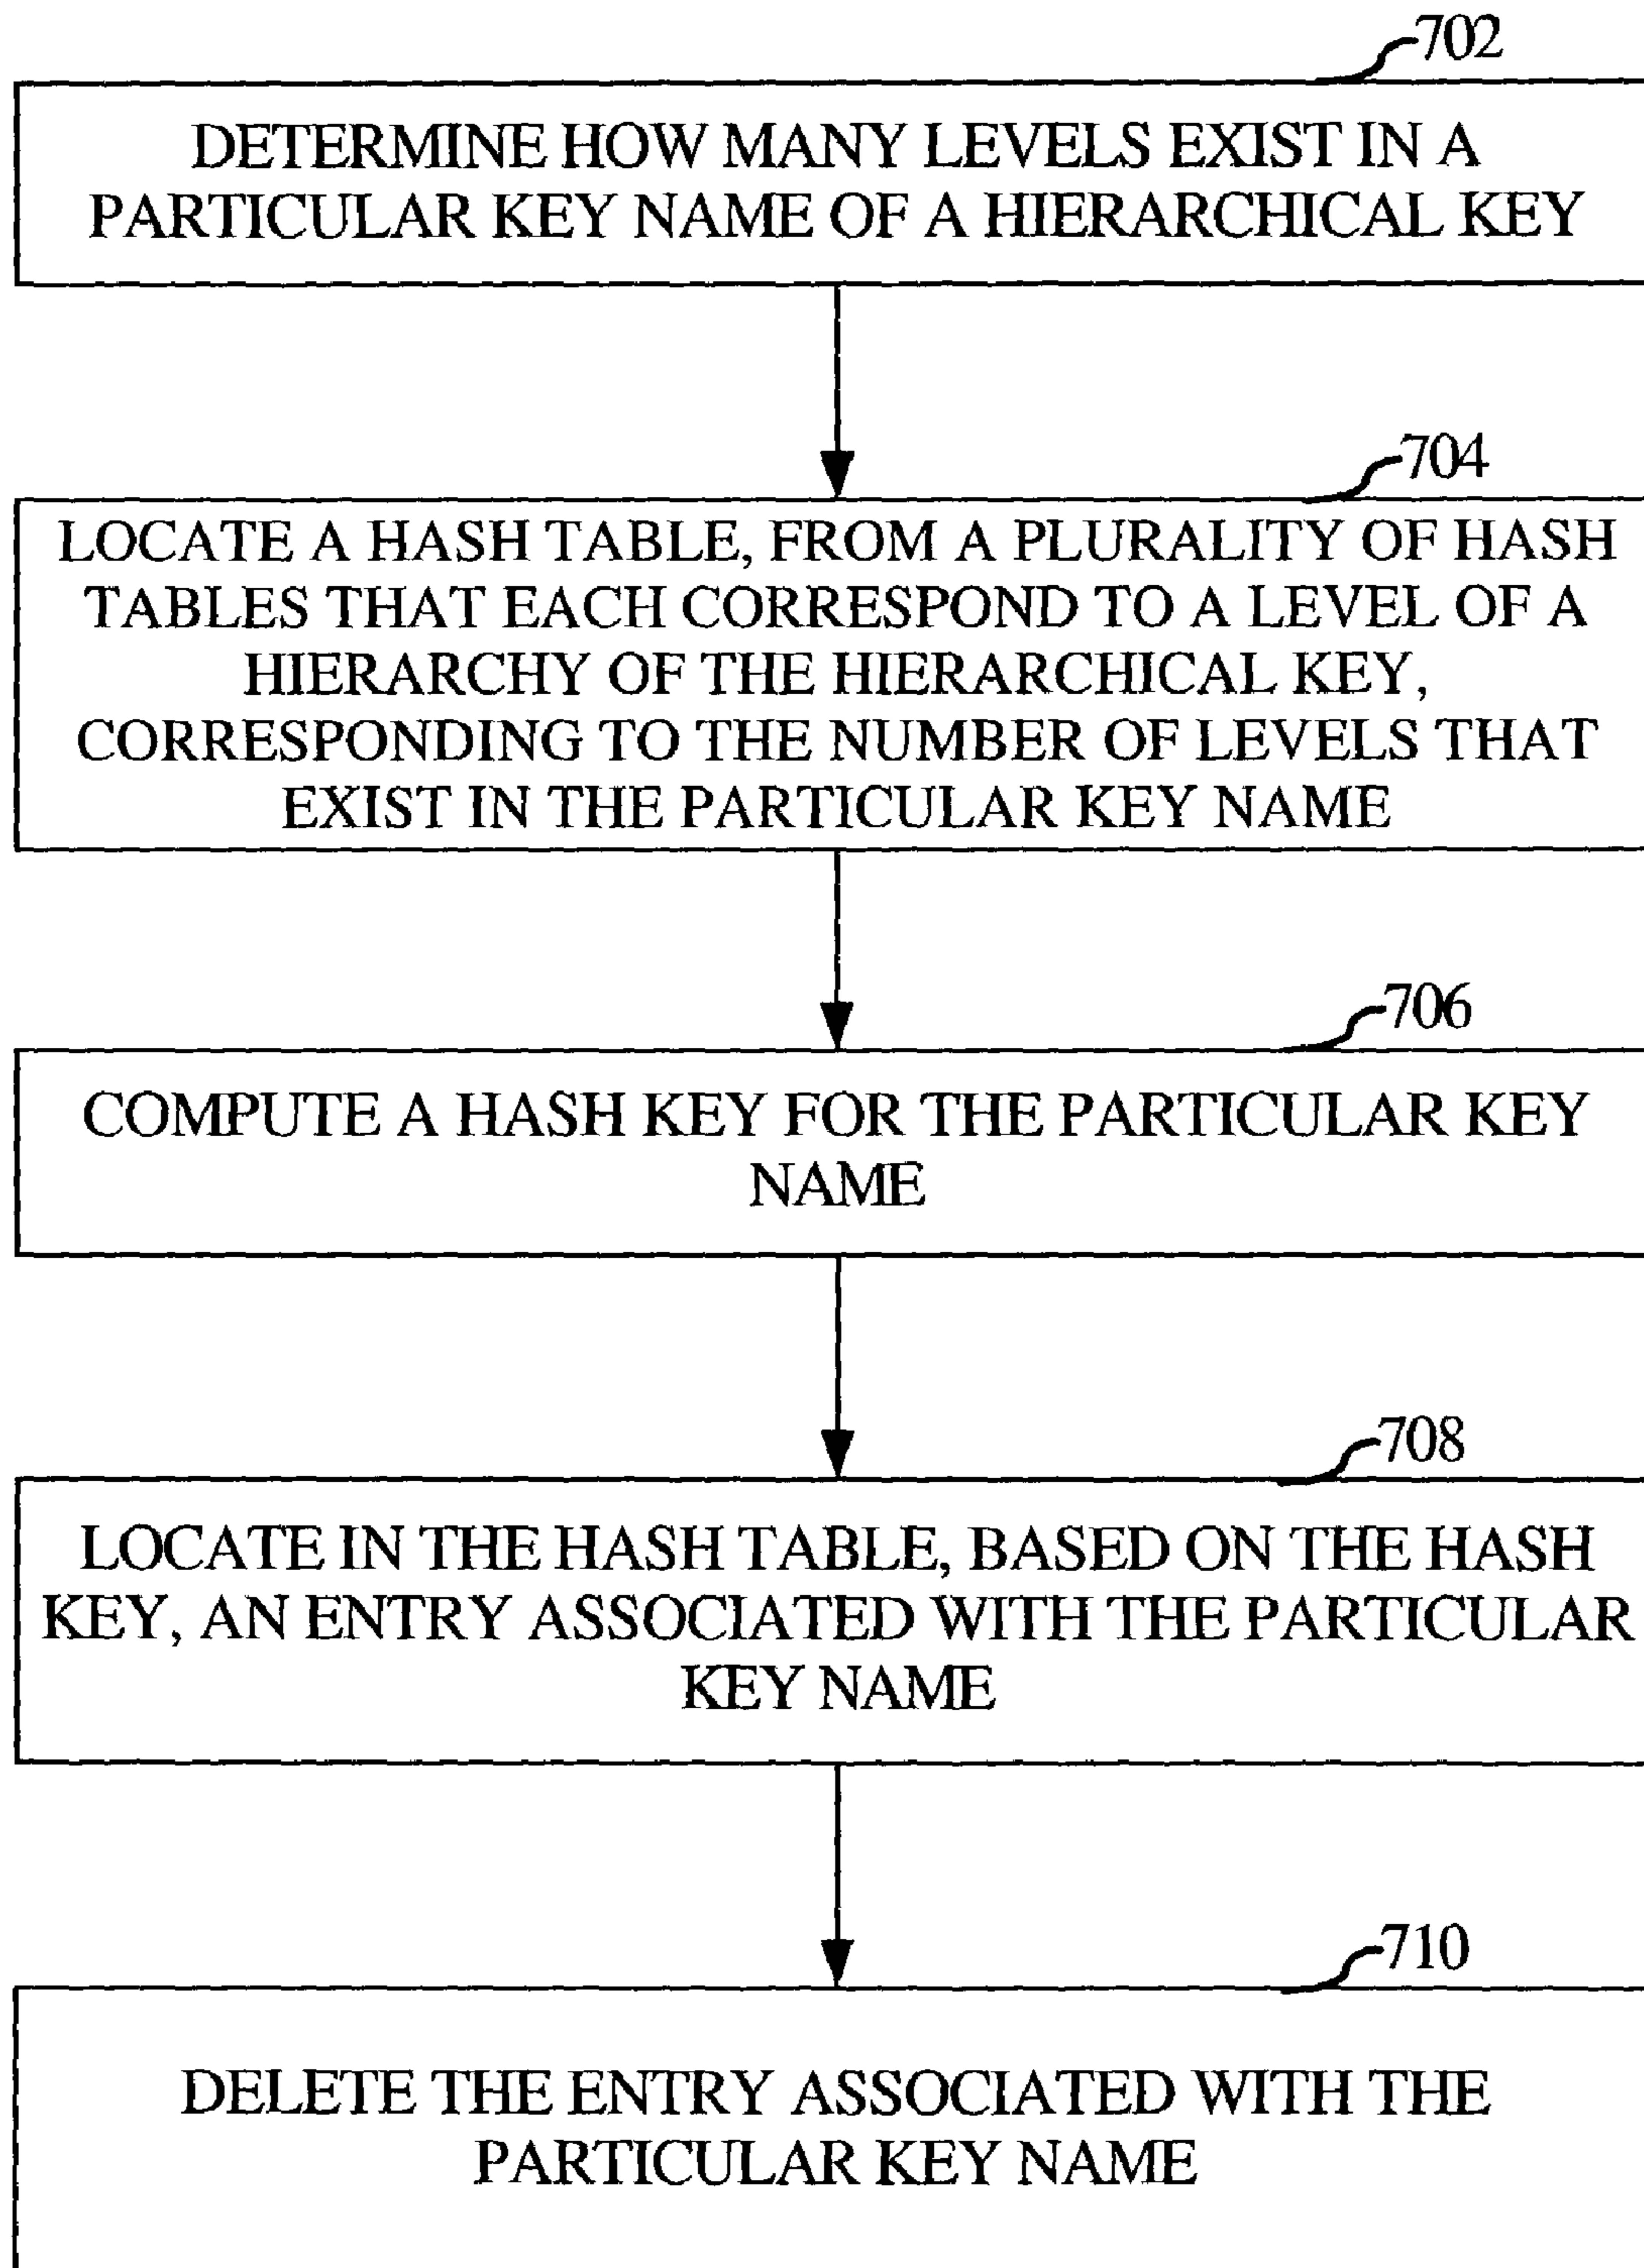 702
DETERMINE HOW MANY LEVELS EXIST IN A
PARTICULAR KEY NAME OF A HIERARCHICAL KEY
704
LOCATE A HASH TABLE, FROM A PLURALITY OF HASH
TABLES THAT EACH CORRESPOND TO A LEVEL OF A
HIERARCHY OF THE HIERARCHICAL KEY,
CORRESPONDING TO THE NUMBER OF LEVELS THAT
EXIST IN THE PARTICULAR KEY NAME
706
COMPUTE A HASH KEY FOR THE PARTICULAR KEY
NAME
708
LOCATE IN THE HASH TABLE, BASED ON THE HASH
KEY, AN ENTRY ASSOCIATED WITH THE PARTICULAR
KEY NAME
710
DELETE THE ENTRY ASSOCIATED WITH THE
PARTICULAR KEY NAME